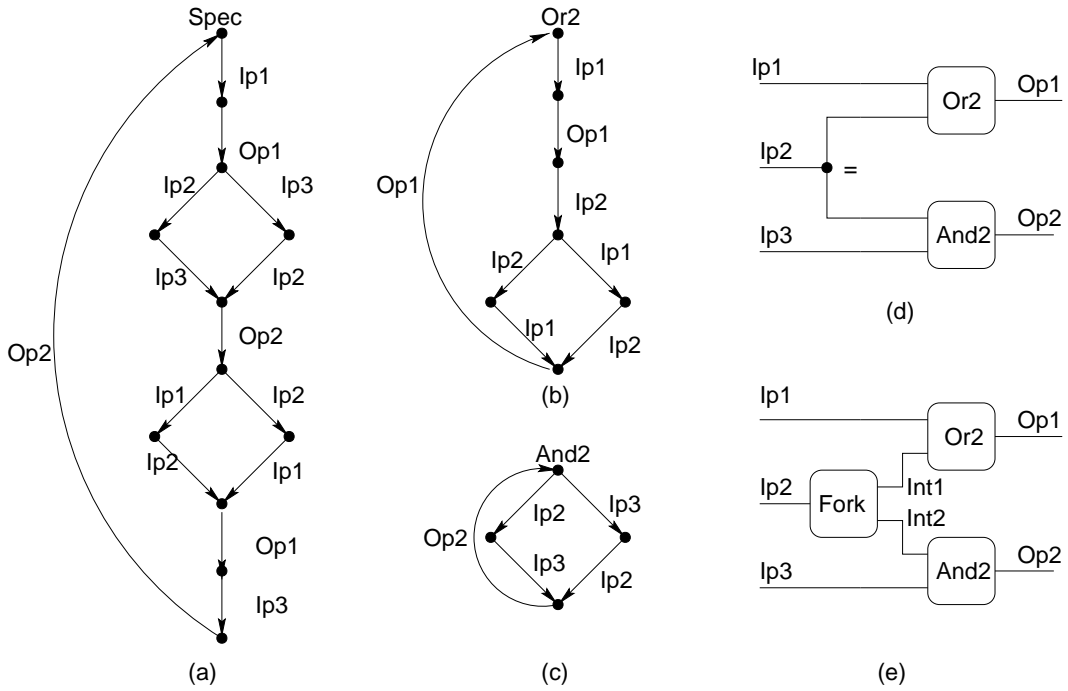 Spec
Ip1
Op1
Ip2
Ip3
Ip3
Ip2
Op2
Op2
Ip1
Ip2
Ip2
Ip1
Op1
Ip3
(a)
Or2
Ip1
Op1
Op1
Ip2
Ip2
Ip1
Ip1
Ip2
(b)
And2
Ip2
Ip3
Op2
Ip3
Ip2
(c)
Ip1
Or2
Op1
Ip2
=
Ip3
And2
Op2
(d)
Ip1
Or2
Op1
Ip2
Fork
Int1
Int2
Ip3
And2
Op2
(e)